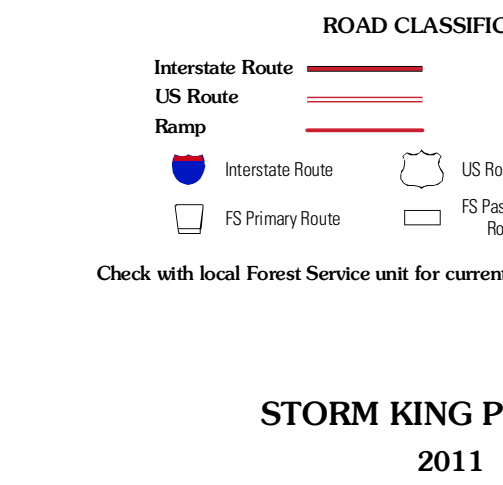 ROAD CLASSIFIC
Interstate Route
US Route
Ramp
Interstate Route US Ro
FS Primary Route FS Pas
Ro
Check with local Forest Service unit for current
STORM KING P
2011